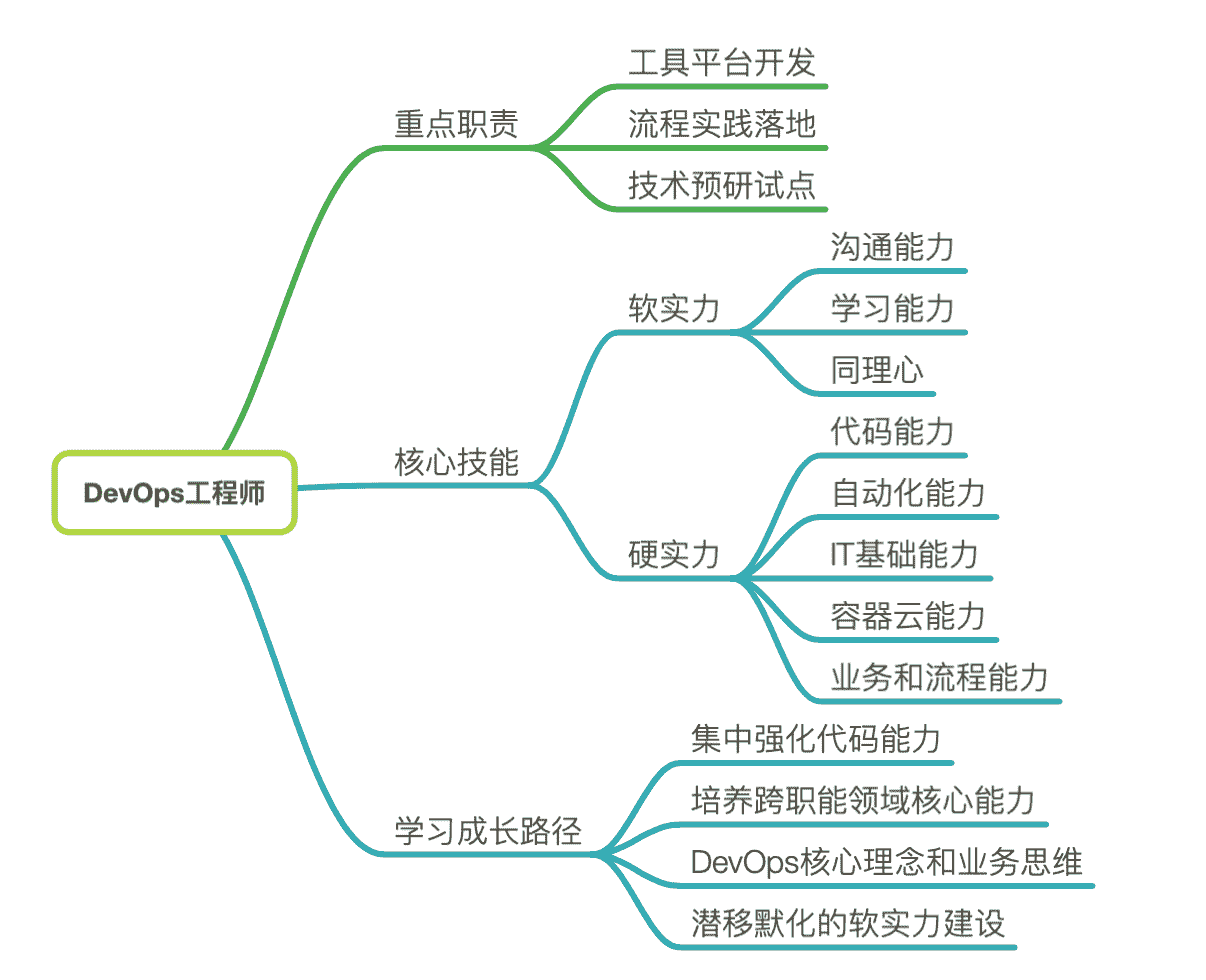 工具平台开发
重点职责
流程实践落地
技术预研试点
沟通能力
软实力
学习能力
同理心
代码能力
核心技能
DevOps工程师
自动化能力
硬实力
IT基础能力
容器云能力
业务和流程能力
集中强化代码能力
培养跨职能领域核心能力
学习成长路径
DevOps核心理念和业务思维
潜移默化的软实力建设